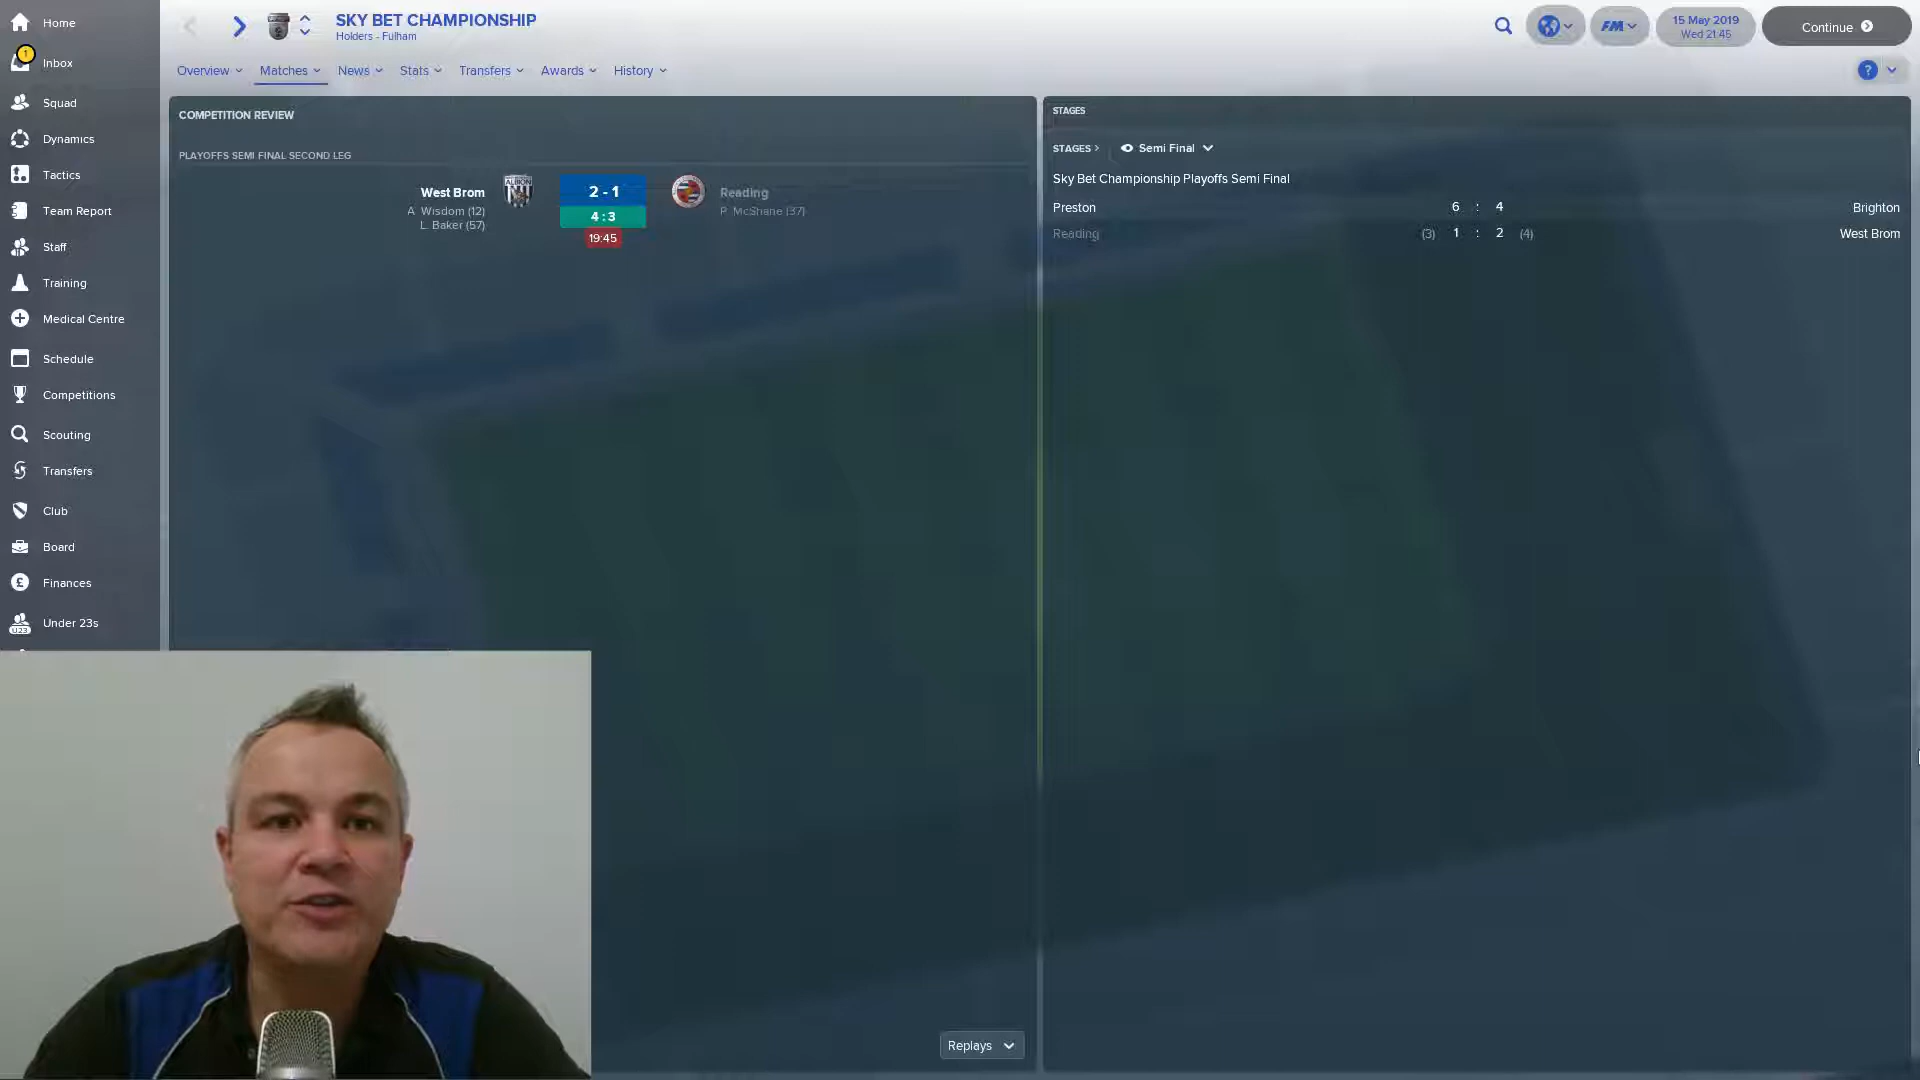 Home
1
Inbox
Squad
Dynamics
Tactics
Team Report
Staff
Training
Medical Centre
Schedule
Competitions
Scouting
Transfers
Club
Board
Finances
U23
Under 23s
SKY BET CHAMPIONSHIP
Holders - Fulham
FM
15 May 2019
Wed 21:45
Continue
Overview
Matches
News
Stats
Transfers
Awards
History
?
COMPETITION REVIEW
PLAYOFFS SEMI FINAL SECOND LEG
West Brom 2 - 1 Reading
A. Wisdom (12) 4 : 3 P. McShane (37)
L. Baker (57)
19:45
Replays
STAGES
STAGES > Semi Final
Sky Bet Championship Playoffs Semi Final
Preston 6 : 4 Brighton
Reading (3) 1 : 2 (4) West Brom